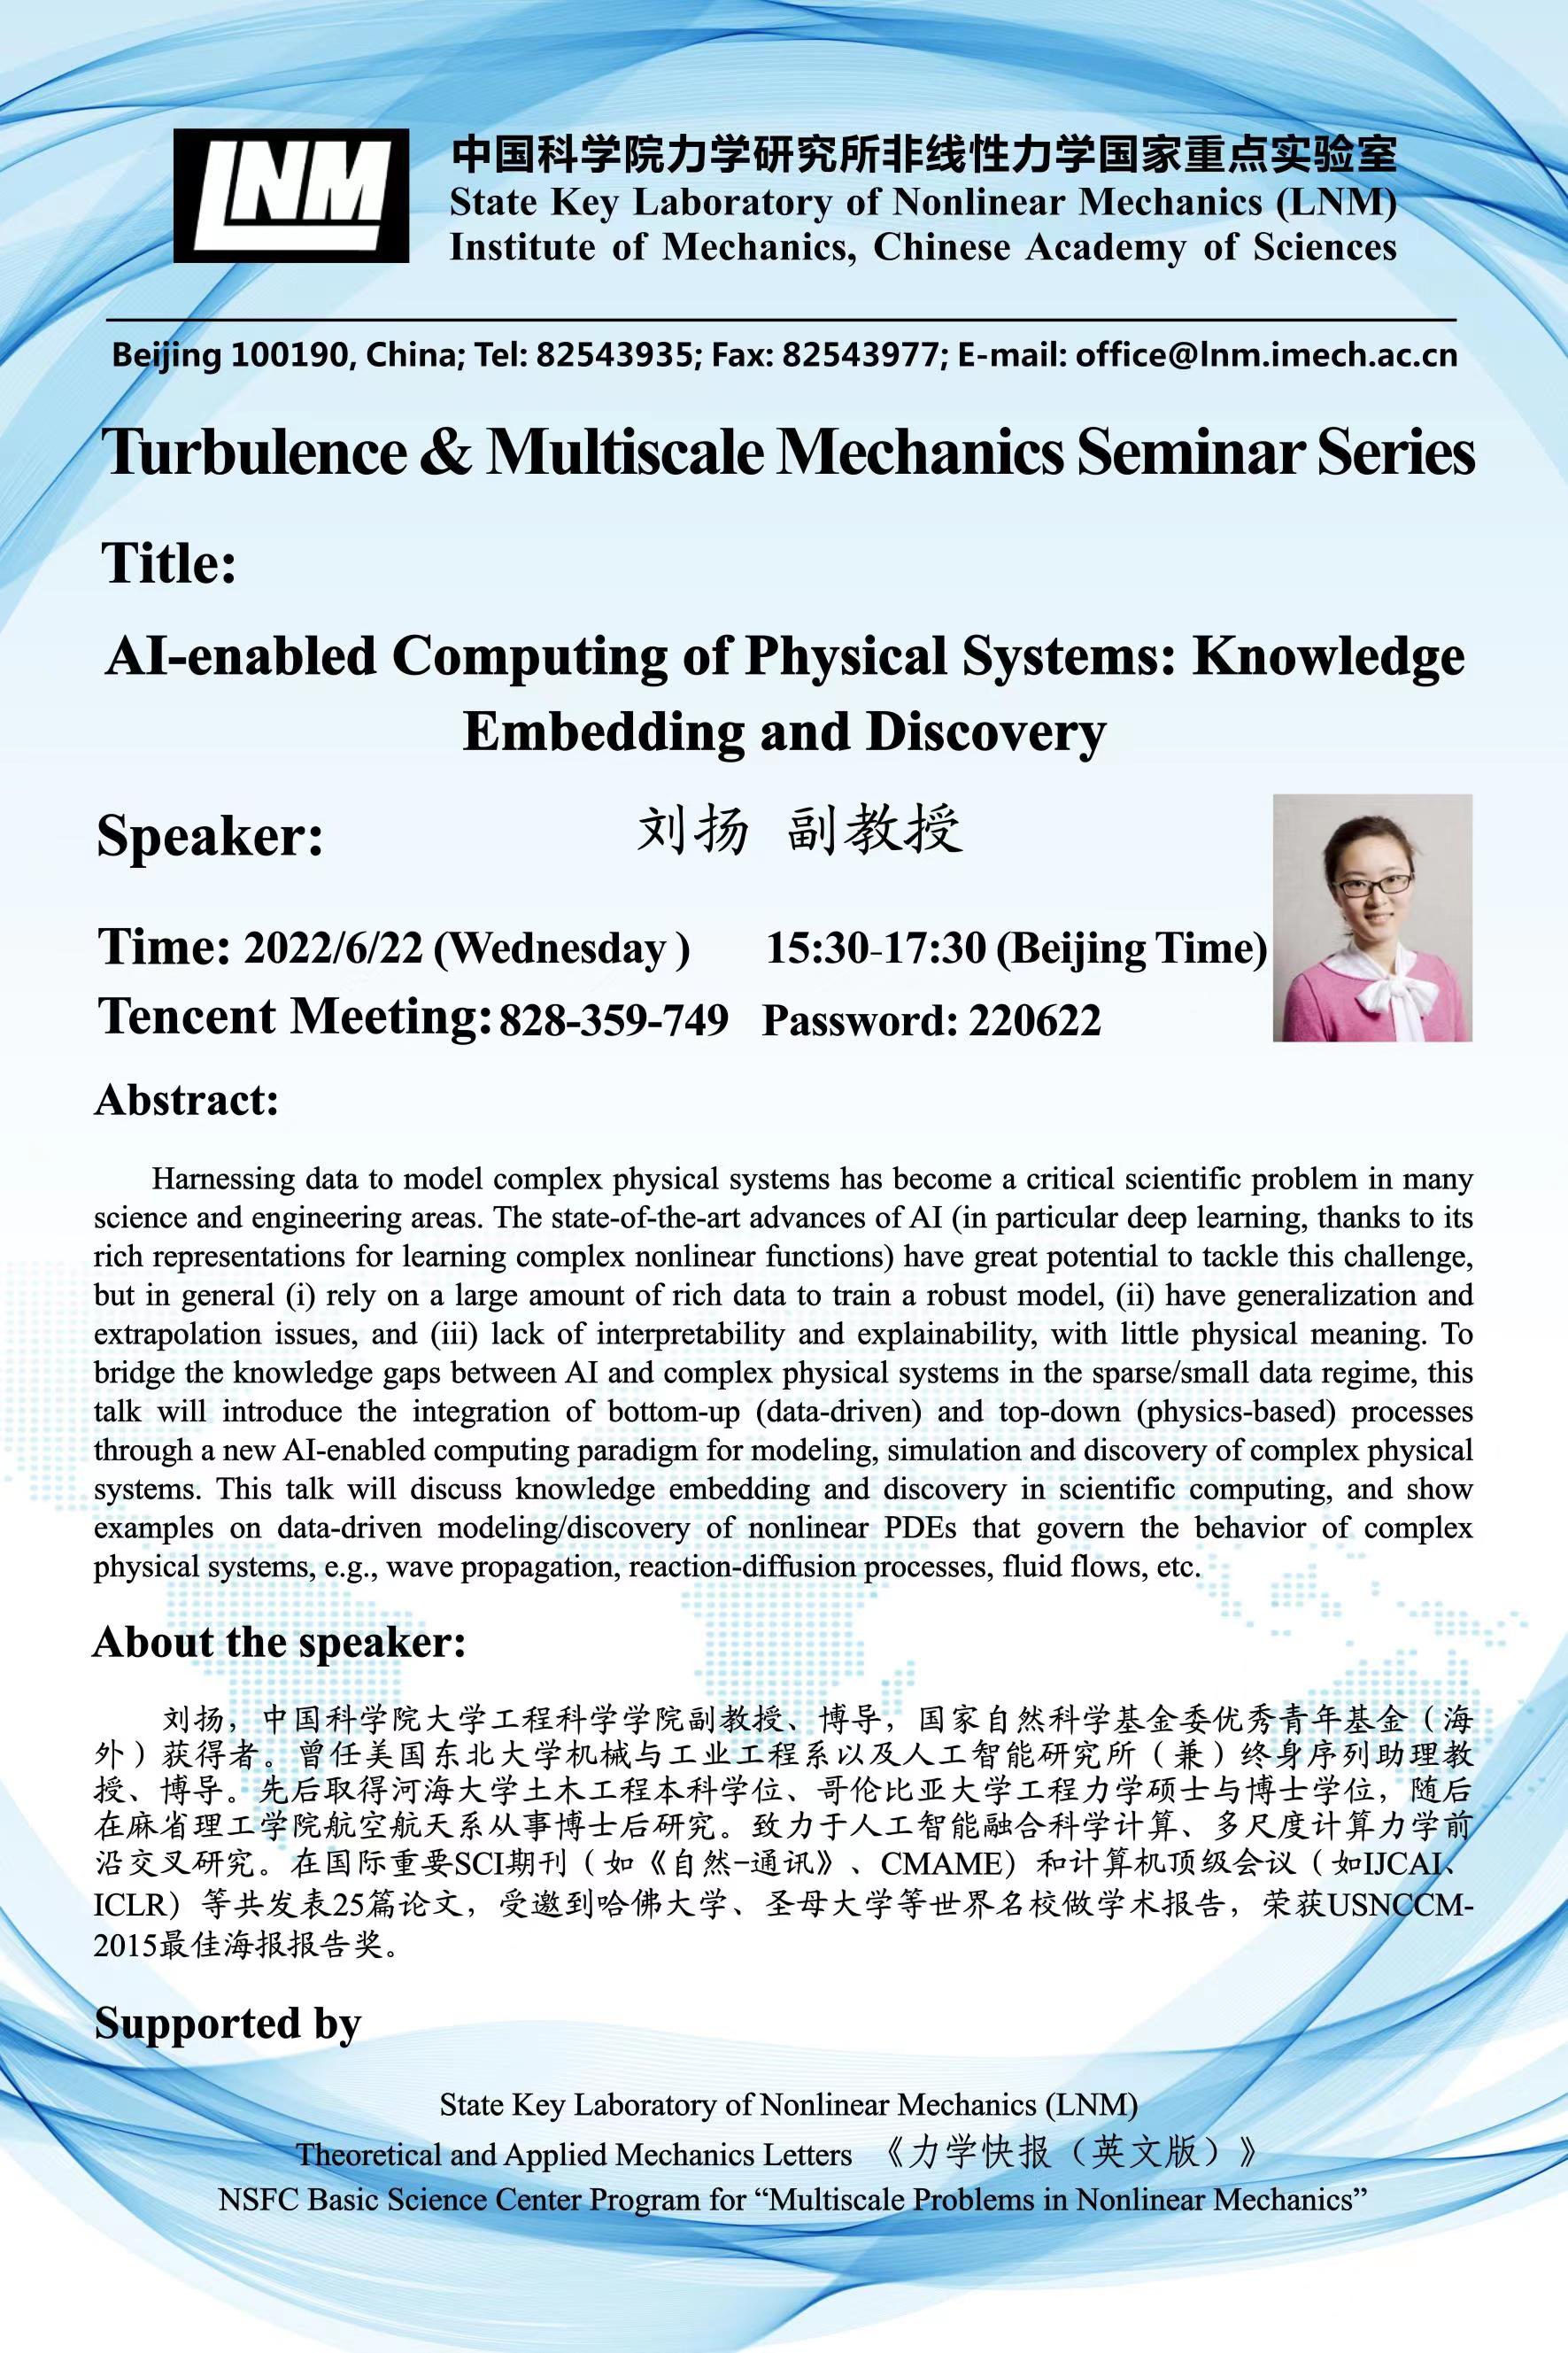 LNM
中国科学院力学研究所非线性力学国家重点实验室
State Key Laboratory of Nonlinear Mechanics (LNM)
Institute of Mechanics, Chinese Academy of Sciences
Beijing 100190, China; Tel: 82543935; Fax: 82543977; E-mail: office@lnm.imech.ac.cn
Turbulence & Multiscale Mechanics Seminar Series
Title:
AI-enabled Computing of Physical Systems: Knowledge
Embedding and Discovery
Speaker: 刘扬 副教授
Time: 2022/6/22 (Wednesday ) 15:30-17:30 (Beijing Time)
Tencent Meeting: 828-359-749 Password: 220622
Abstract:
Harnessing data to model complex physical systems has become a critical scientific problem in many
science and engineering areas. The state-of-the-art advances of AI (in particular deep learning, thanks to its
rich representations for learning complex nonlinear functions) have great potential to tackle this challenge,
but in general (i) rely on a large amount of rich data to train a robust model, (ii) have generalization and
extrapolation issues, and (iii) lack of interpretability and explainability, with little physical meaning. To
bridge the knowledge gaps between AI and complex physical systems in the sparse/small data regime, this
talk will introduce the integration of bottom-up (data-driven) and top-down (physics-based) processes
through a new AI-enabled computing paradigm for modeling, simulation and discovery of complex physical
systems. This talk will discuss knowledge embedding and discovery in scientific computing, and show
examples on data-driven modeling/discovery of nonlinear PDEs that govern the behavior of complex
physical systems, e.g., wave propagation, reaction-diffusion processes, fluid flows, etc.
About the speaker:
刘扬，中国科学院大学工程科学学院副教授、博导，国家自然科学基金委优秀青年基金（海
外）获得者。曾任美国东北大学机械与工业工程系以及人工智能研究所（兼）终身序列助理教
授、博导。先后取得河海大学土木工程本科学位、哥伦比亚大学工程力学硕士与博士学位，随后
在麻省理工学院航空航天系从事博士后研究。致力于人工智能融合科学计算、多尺度计算力学前
沿交叉研究。在国际重要SCI期刊（如《自然-通讯》、CMAME）和计算机顶级会议（如IJCAI、
ICLR）等共发表25篇论文，受邀到哈佛大学、圣母大学等世界名校做学术报告，荣获USNCCM-
2015最佳海报报告奖。
Supported by
State Key Laboratory of Nonlinear Mechanics (LNM)
Theoretical and Applied Mechanics Letters 《力学快报（英文版）》
NSFC Basic Science Center Program for “Multiscale Problems in Nonlinear Mechanics”